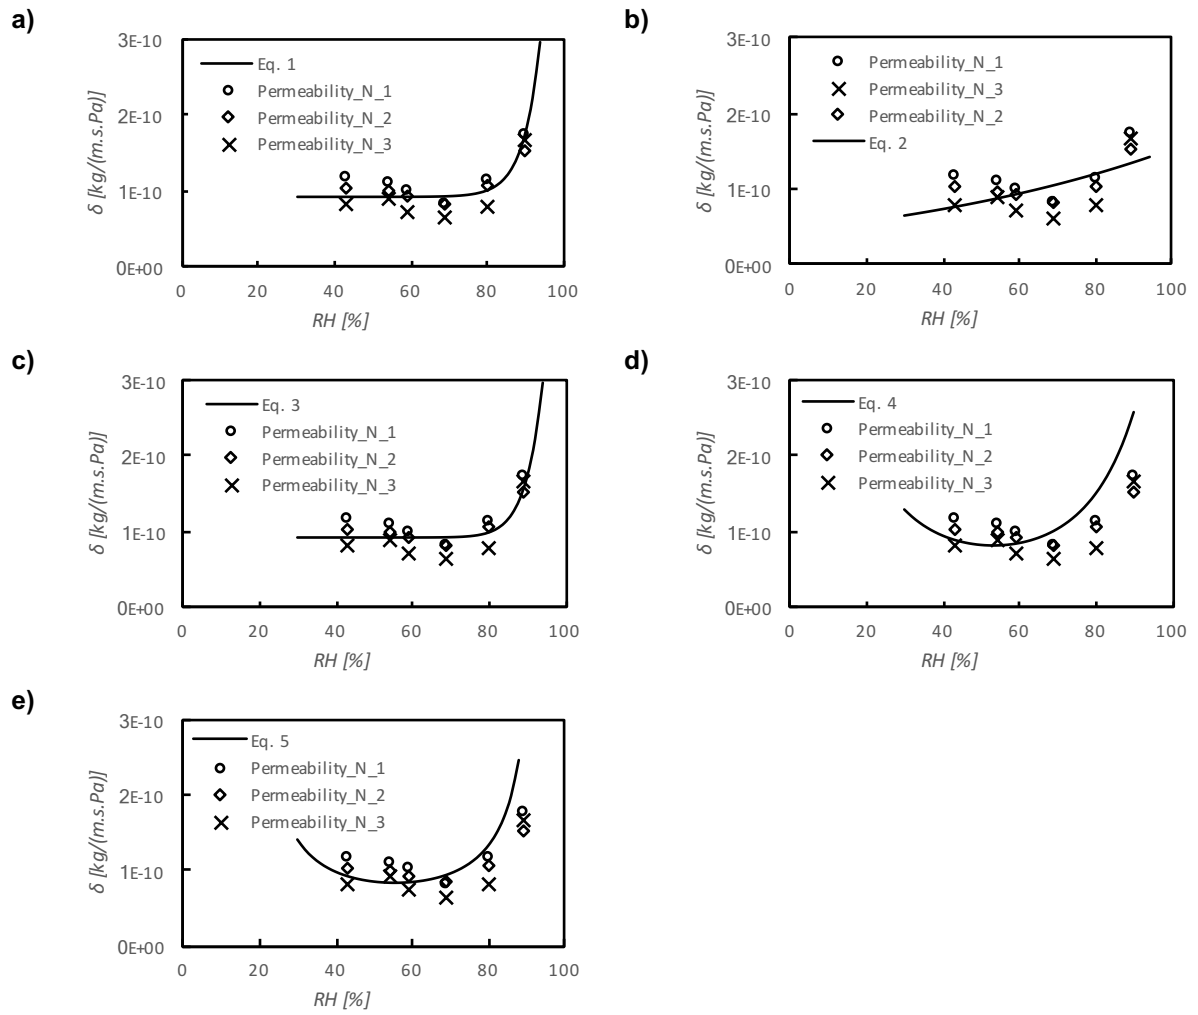 a)
3E-10
2E-10
1E-10
0E+00
δ [kg/(m.s.Pa)]
Eq. 1
Permeability_N_1
Permeability_N_2
Permeability_N_3
0 20 40 60 80 100
RH [%]
b)
3E-10
2E-10
1E-10
0E+00
δ [kg/(m.s.Pa)]
Permeability_N_1
Permeability_N_3
Permeability_N_2
Eq. 2
0 20 40 60 80 100
RH [%]
c)
3E-10
2E-10
1E-10
0E+00
δ [kg/(m.s.Pa)]
Eq. 3
Permeability_N_1
Permeability_N_2
Permeability_N_3
0 20 40 60 80 100
RH [%]
d)
3E-10
2E-10
1E-10
0E+00
δ [kg/(m.s.Pa)]
Eq. 4
Permeability_N_1
Permeability_N_2
Permeability_N_3
0 20 40 60 80 100
RH [%]
e)
3E-10
2E-10
1E-10
0E+00
δ [kg/(m.s.Pa)]
Eq. 5
Permeability_N_1
Permeability_N_2
Permeability_N_3
0 20 40 60 80 100
RH [%]